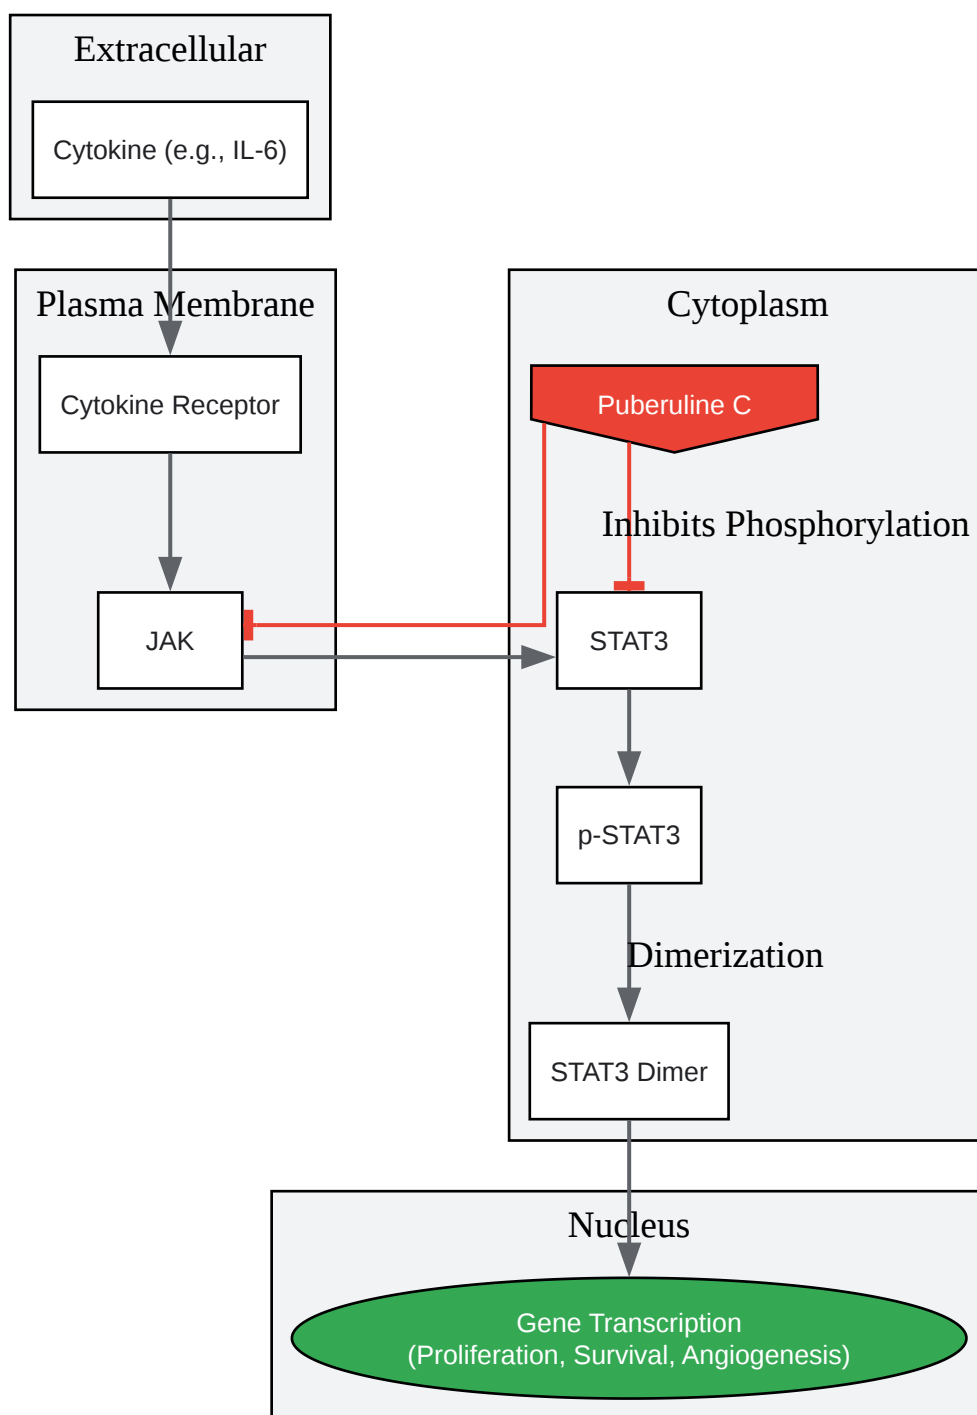 Extracellular
Cytokine (e.g., IL-6)
Plasma Membrane
Cytokine Receptor
JAK
Cytoplasm
Puberuline C
Inhibits Phosphorylation
STAT3
p-STAT3
Dimerization
STAT3 Dimer
Nucleus
Gene Transcription
(Proliferation, Survival, Angiogenesis)